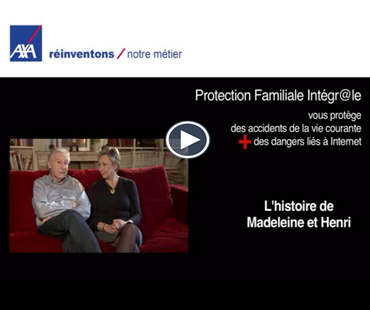 AXA
réinventons / notre métier
Protection Familiale Intégr@le
vous protège
des accidents de la vie courante
+ des dangers liés à Internet
L'histoire de
Madeleine et Henri